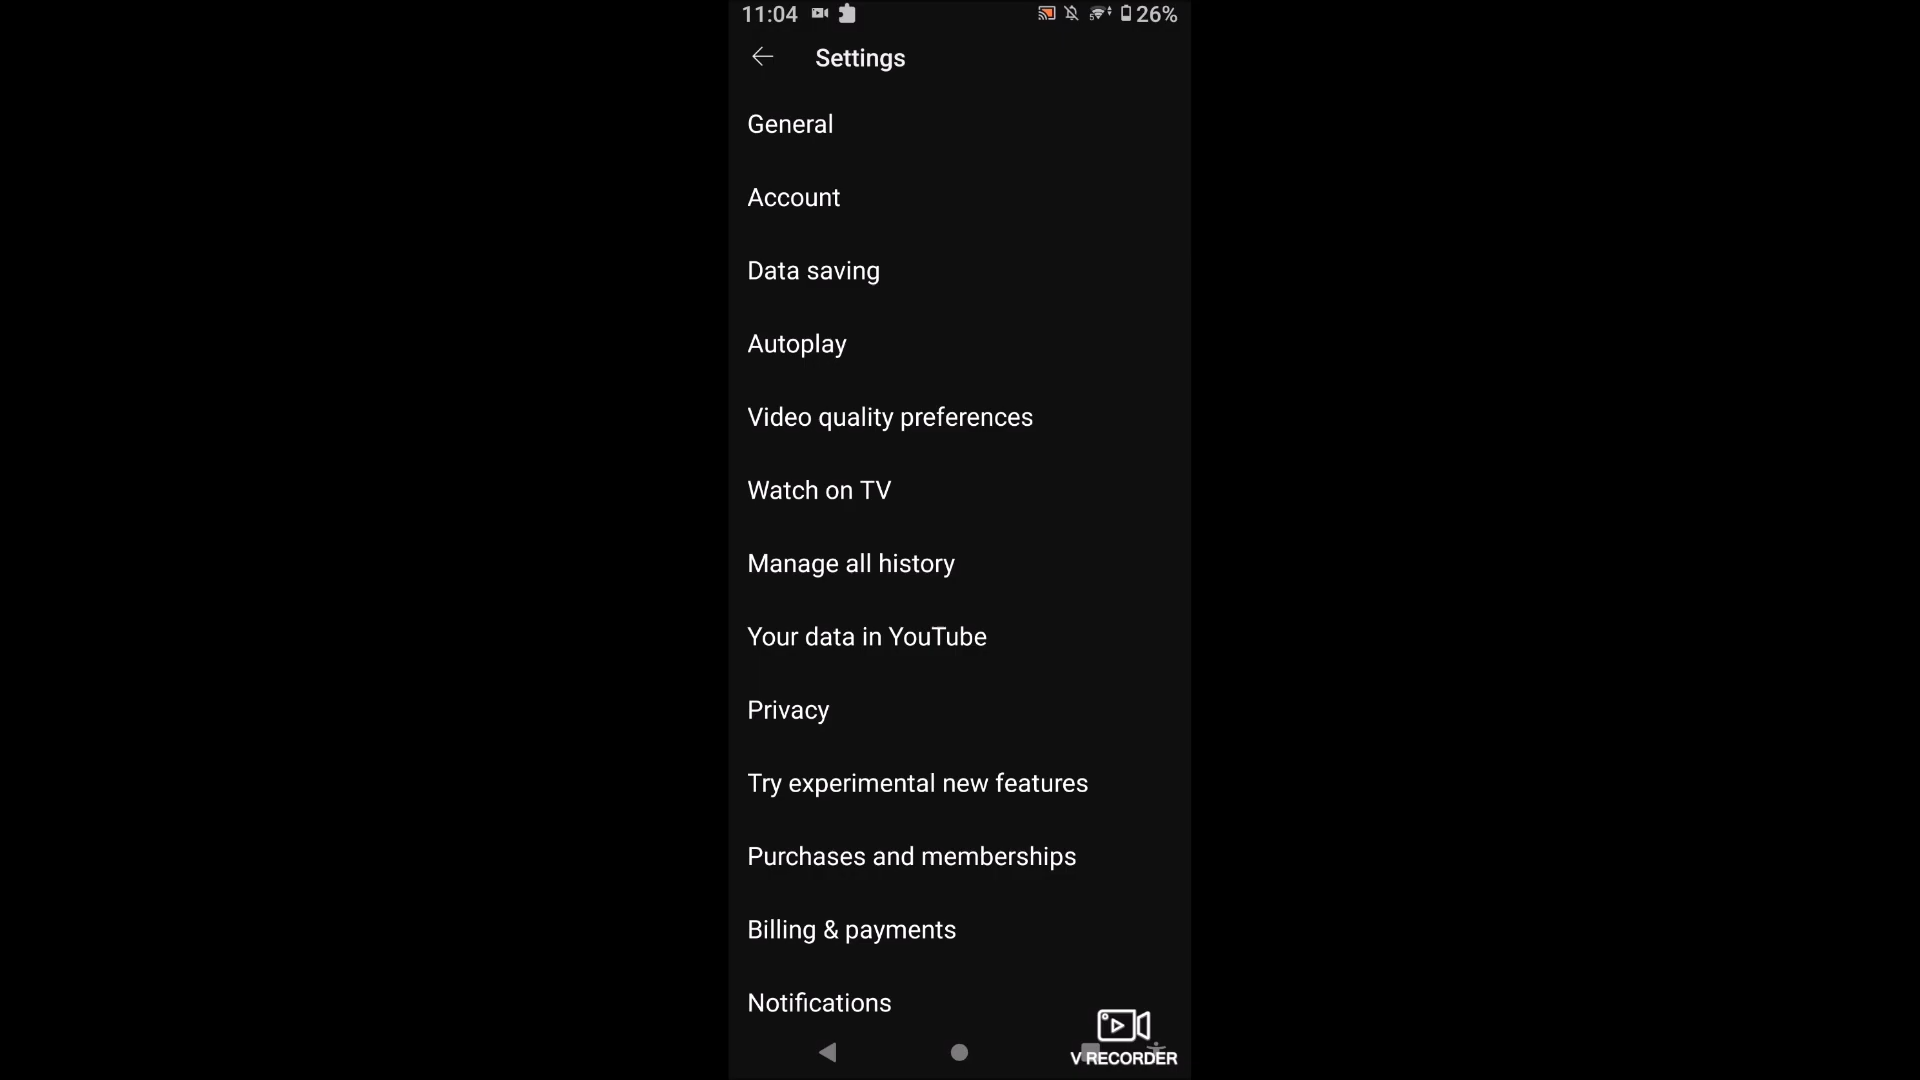 11:04 26%
Settings
General
Account
Data saving
Autoplay
Video quality preferences
Watch on TV
Manage all history
Your data in YouTube
Privacy
Try experimental new features
Purchases and memberships
Billing & payments
Notifications
V RECORDER